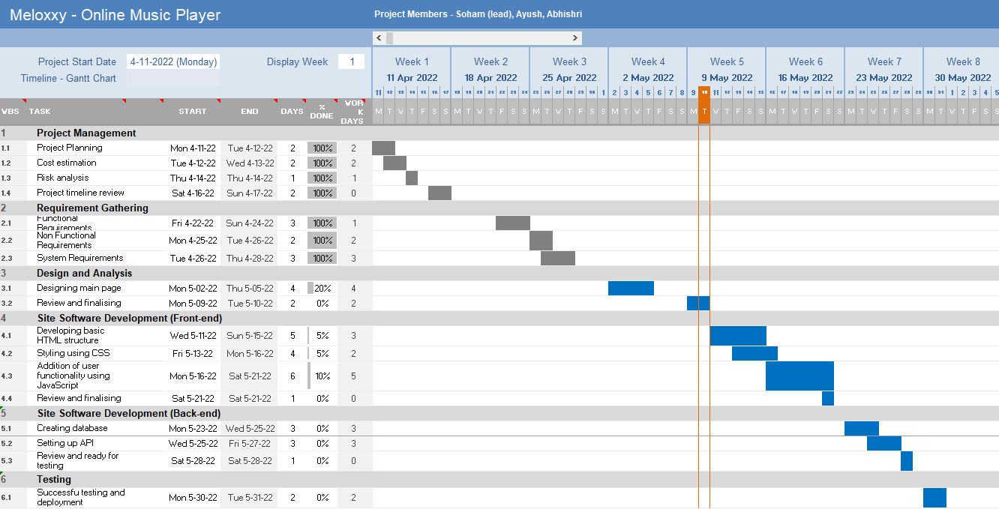 Meloxxy - Online Music Player
Project Members - Soham (lead), Ayush, Abhishri
Project Start Date 4-11-2022 (Monday) Display Week 1
Timeline - Gantt Chart
Week 1 Week 2 Week 3 Week 4 Week 5 Week 6 Week 7 Week 8
11 Apr 2022 18 Apr 2022 25 Apr 2022 2 May 2022 9 May 2022 16 May 2022 23 May 2022 30 May 2022
11 12 13 14 15 16 17 18 19 20 21 22 23 24 25 26 27 28 29 30 1 2 3 4 5 6 7 8 9 10 11 12 13 14 15 16 17 18 19 20 21 22 23 24 25 26 27 28 29 30 31 1 2 3 4 5
WBS TASK START END DAYS % DONE WORK DAYS M T W T F S S M T W T F S S M T W T F S S M T W T F S S M T W T F S S M T W T F S S M T W T F S S M T W T F S S
1 Project Management
1.1 Project Planning Mon 4-11-22 Tue 4-12-22 2 100% 2
1.2 Cost estimation Tue 4-12-22 Wed 4-13-22 2 100% 2
1.3 Risk analysis Thu 4-14-22 Thu 4-14-22 1 100% 1
1.4 Project timeline review Sat 4-16-22 Sun 4-17-22 2 100% 0
2 Requirement Gathering
2.1 Functional Requirements Fri 4-22-22 Sun 4-24-22 3 100% 1
2.2 Non Functional Requirements Mon 4-25-22 Tue 4-26-22 2 100% 2
2.3 System Requirements Tue 4-26-22 Thu 4-28-22 3 100% 3
3 Design and Analysis
3.1 Designing main page Mon 5-02-22 Thu 5-05-22 4 20% 4
3.2 Review and finalising Mon 5-09-22 Tue 5-10-22 2 0% 2
4 Site Software Development (Front-end)
4.1 Developing basic HTML structure Wed 5-11-22 Sun 5-15-22 5 5% 3
4.2 Styling using CSS Fri 5-13-22 Mon 5-16-22 4 5% 2
4.3 Addition of user functionality using JavaScript Mon 5-16-22 Sat 5-21-22 6 10% 5
4.4 Review and finalising Sat 5-21-22 Sat 5-21-22 1 0% 0
5 Site Software Development (Back-end)
5.1 Creating database Mon 5-23-22 Wed 5-25-22 3 0% 3
5.2 Setting up API Wed 5-25-22 Fri 5-27-22 3 0% 3
5.3 Review and ready for testing Sat 5-28-22 Sat 5-28-22 1 0% 0
6 Testing
6.1 Successfu testing and deployment Mon 5-30-22 Tue 5-31-22 2 0% 2